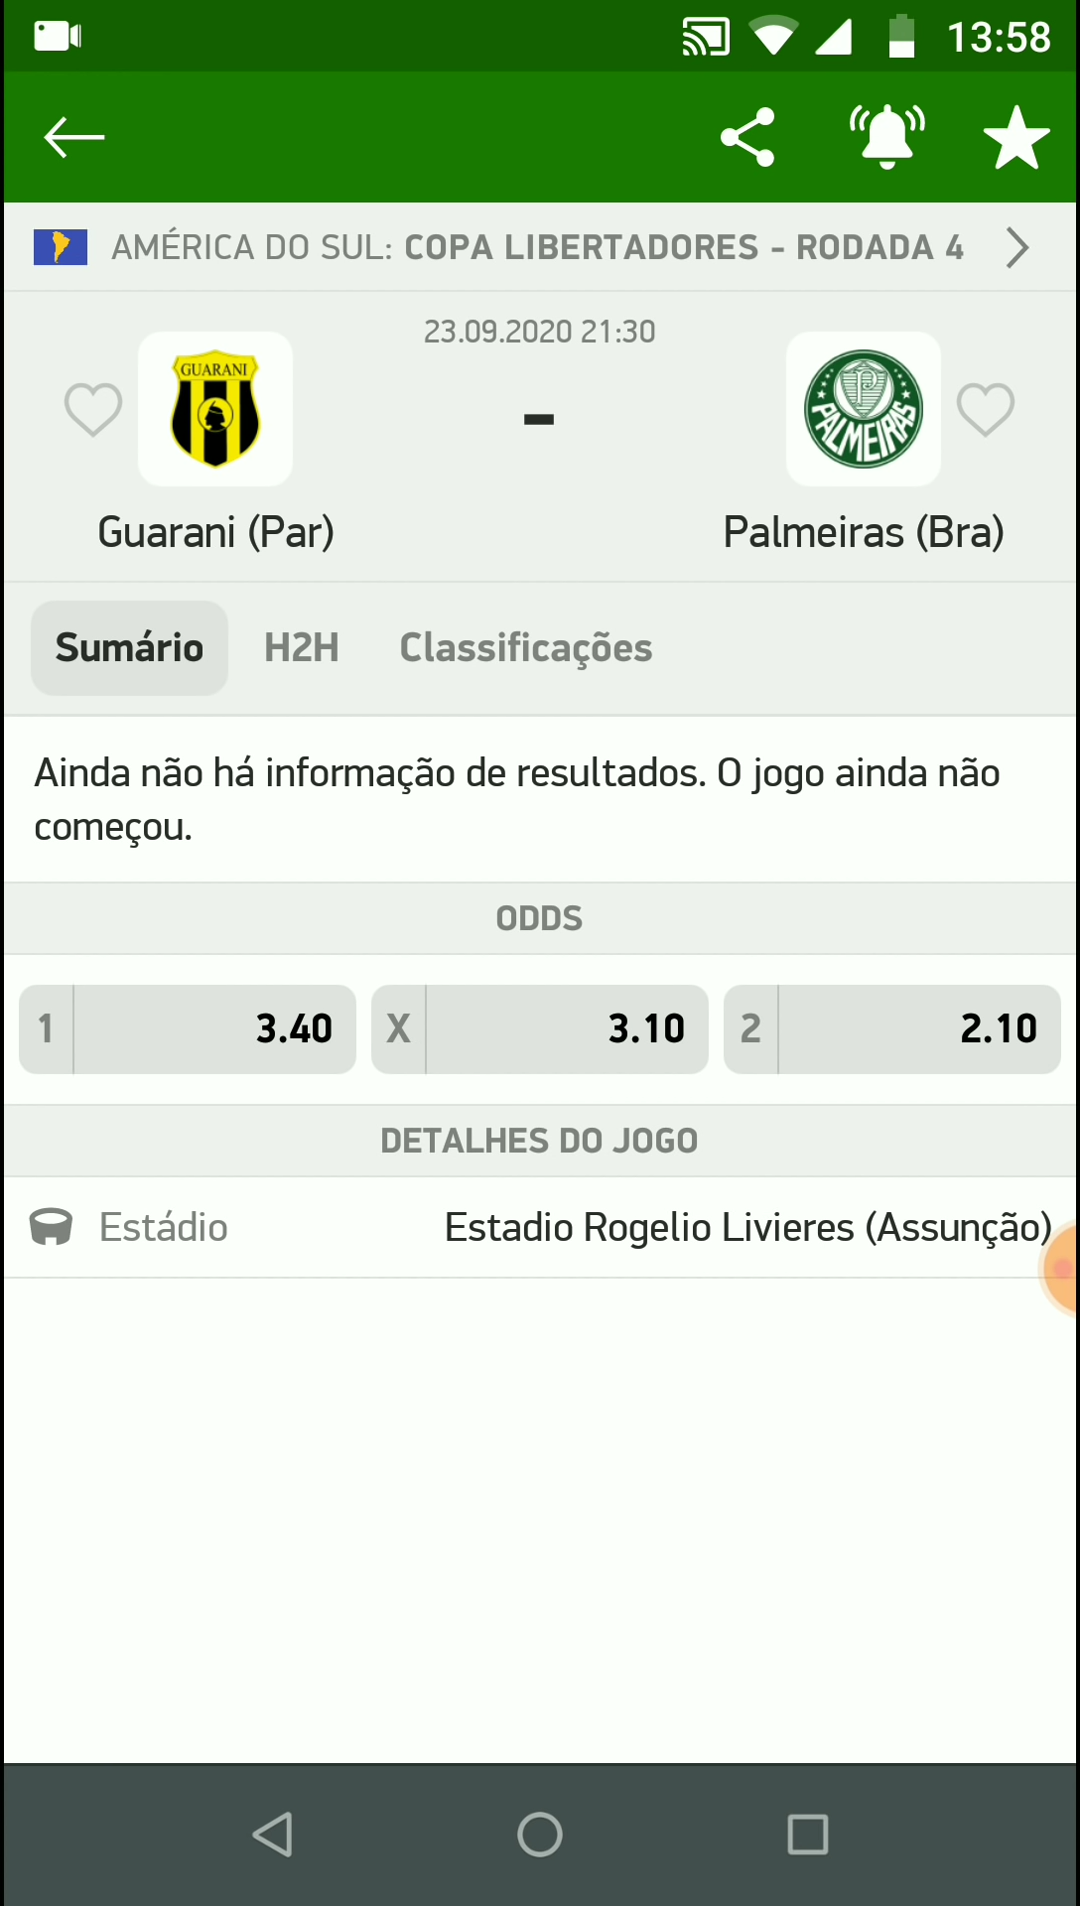 13:58
AMÉRICA DO SUL: COPA LIBERTADORES - RODADA 4
23.09.2020 21:30
GUARANI
-
P
PALMEIRAS
Guarani (Par)
Palmeiras (Bra)
Sumário H2H Classificações
Ainda não há informação de resultados. O jogo ainda não
começou.
ODDS
1 3.40 X 3.10 2 2.10
DETALHES DO JOGO
Estádio Estadio Rogelio Livieres (Assunção)